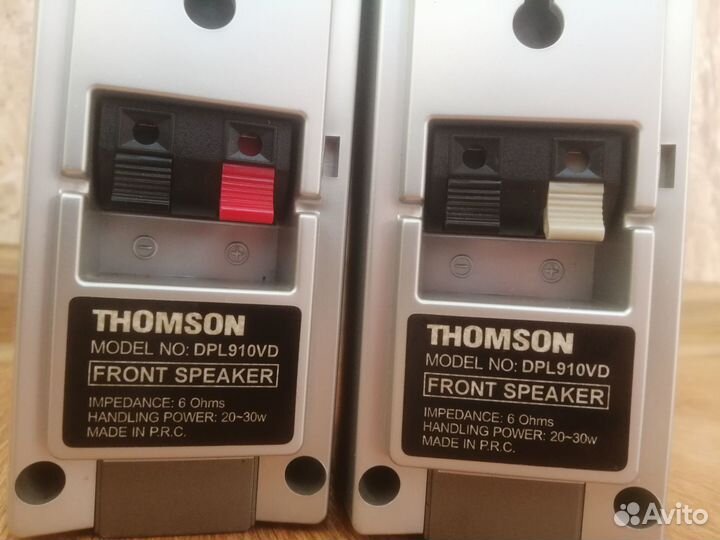 THOMSON
MODEL NO: DPL910VD
FRONT SPEAKER
IMPEDANCE: 6 Ohms
HANDLING POWER: 20~30w
MADE IN P.R.C.
THOMSON
MODEL NO: DPL910VD
FRONT SPEAKER
IMPEDANCE: 6 Ohms
HANDLING POWER: 20~30w
MADE IN P.R.C.
Avito